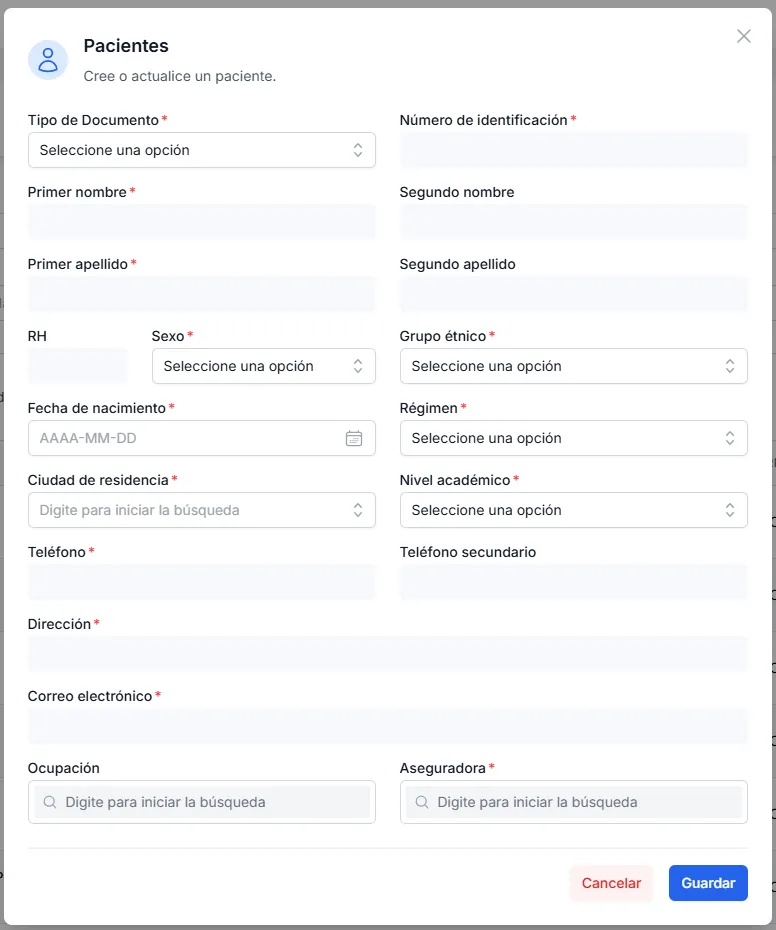 Pacientes
Cree o actualice un paciente.
Tipo de Documento*
Número de identificación*
Seleccione una opción
Primer nombre*
Segundo nombre
Primer apellido*
Segundo apellido
RH
Sexo*
Grupo étnico*
Seleccione una opción
Seleccione una opción
Fecha de nacimiento*
Régimen*
AAAA-MM-DD
Seleccione una opción
Ciudad de residencia*
Nivel académico*
Digite para iniciar la búsqueda
Seleccione una opción
Teléfono*
Teléfono secundario
Dirección*
Correo electrónico*
Ocupación
Aseguradora*
Digite para iniciar la búsqueda
Digite para iniciar la búsqueda
Cancelar
Guardar